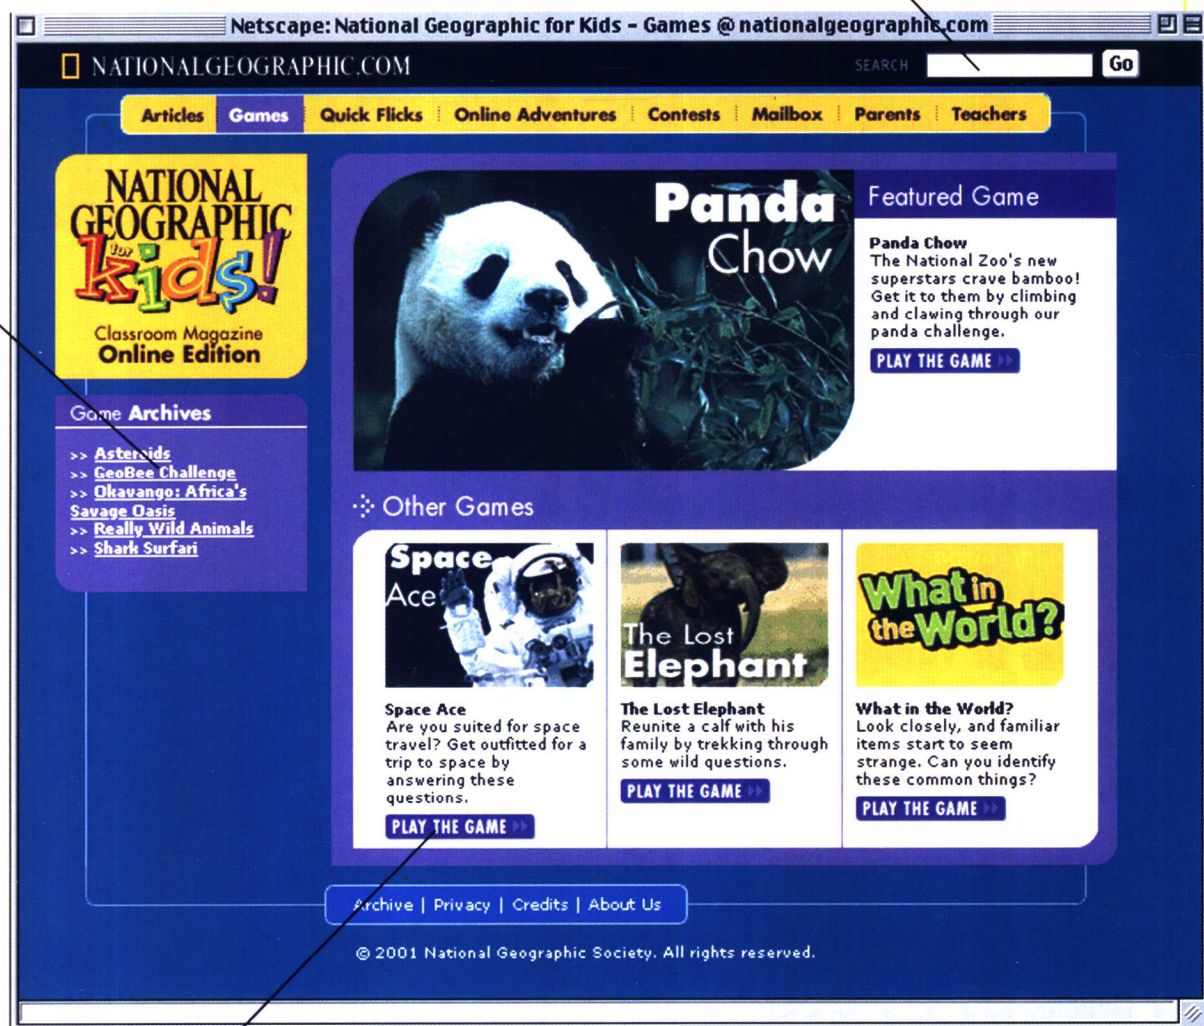 Netscape: National Geographic for Kids – Games @ nationalgeographic.com
NATIONALGEOGRAPHIC.COM
SEARCH
Go
Articles
Games
Quick Flicks
Online Adventures
Contests
Mailbox
Parents
Teachers
NATIONAL
GEOGRAPHIC
for
kids!
Classroom Magazine
Online Edition
Game Archives
>> Asteroids
>> GeoBee Challenge
>> Okavango: Africa's
Savage Oasis
>> Really Wild Animals
>> Shark Surfari
Panda
Chow
Featured Game
Panda Chow
The National Zoo's new
superstars crave bamboo!
Get it to them by climbing
and clawing through our
panda challenge.
PLAY THE GAME >>
Other Games
Space
Ace
Space Ace
Are you suited for space
travel? Get outfitted for a
trip to space by
answering these
questions.
PLAY THE GAME >>
The Lost
Elephant
The Lost Elephant
Reunite a calf with his
family by trekking through
some wild questions.
PLAY THE GAME >>
What in
the World?
What in the World?
Look closely, and familiar
items start to seem
strange. Can you identify
these common things?
PLAY THE GAME >>
Archive | Privacy | Credits | About Us
© 2001 National Geographic Society. All rights reserved.